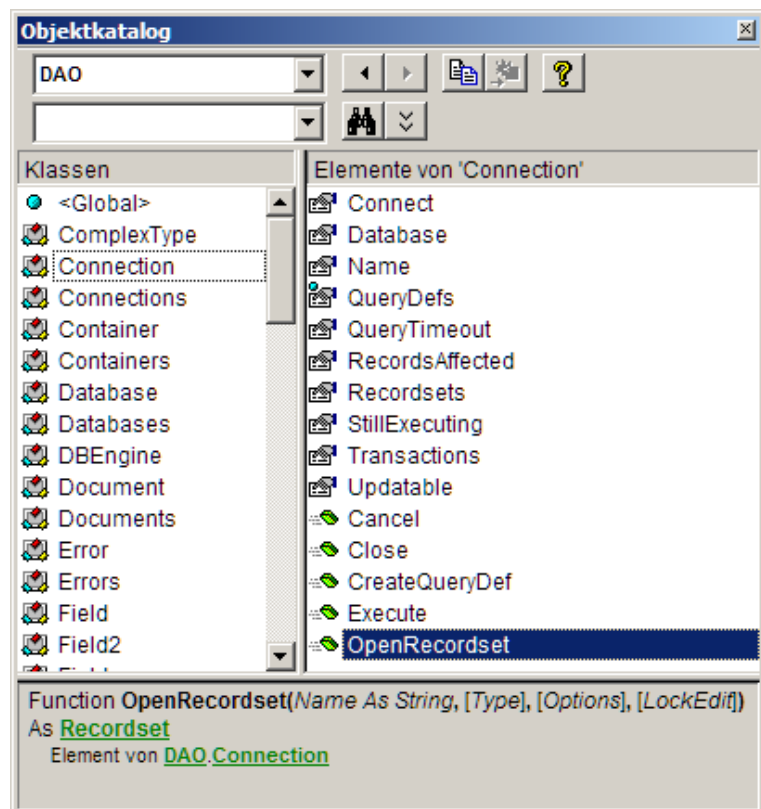 Objektkatalog
DAO
Klassen
<Global>
ComplexType
Connection
Connections
Container
Containers
Database
Databases
DBEngine
Document
Documents
Error
Errors
Field
Field2
Elemente von 'Connection'
Connect
Database
Name
QueryDefs
QueryTimeout
RecordsAffected
Recordsets
StillExecuting
Transactions
Updatable
Cancel
Close
CreateQueryDef
Execute
OpenRecordset
Function OpenRecordset(Name As String, [Type], [Options], [LockEdit])
As Recordset
Element von DAO.Connection